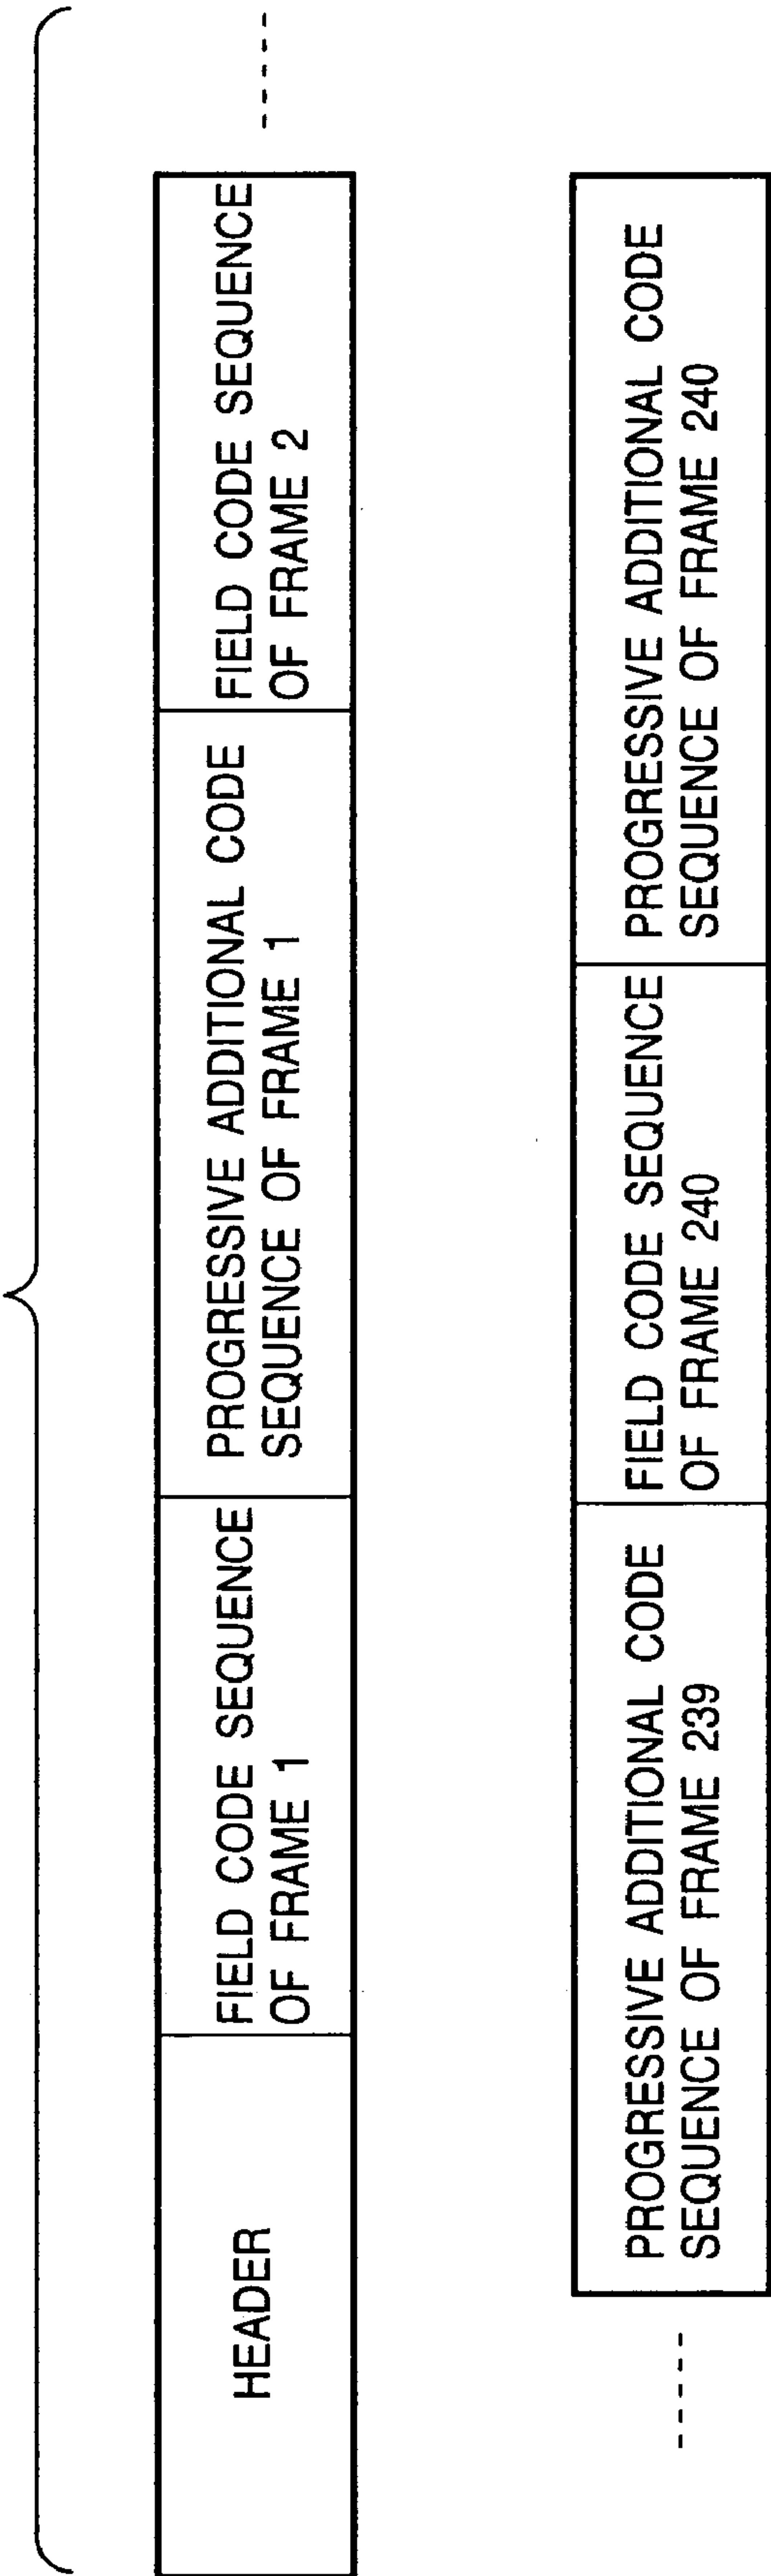 HEADER
FIELD CODE SEQUENCE
OF FRAME 1
PROGRESSIVE ADDITIONAL CODE
SEQUENCE OF FRAME 1
FIELD CODE SEQUENCE
OF FRAME 2
PROGRESSIVE ADDITIONAL CODE
SEQUENCE OF FRAME 239
FIELD CODE SEQUENCE
OF FRAME 240
PROGRESSIVE ADDITIONAL CODE
SEQUENCE OF FRAME 240